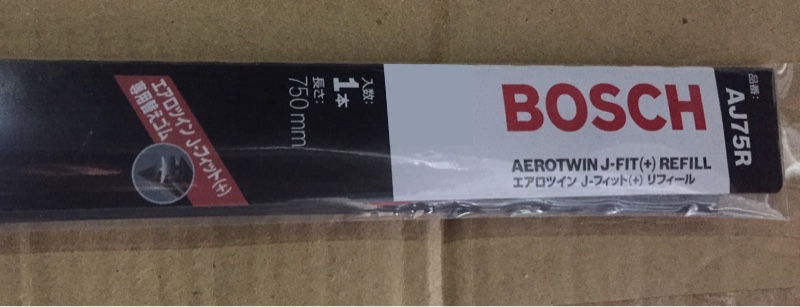 エアロツイン J-フィット(+)
専用替えゴム
入数:
1本
長さ:
750mm
BOSCH
AEROTWIN J-FIT(+) REFILL
エアロツイン J-フィット(+) リフィール
品番:
AJ75R